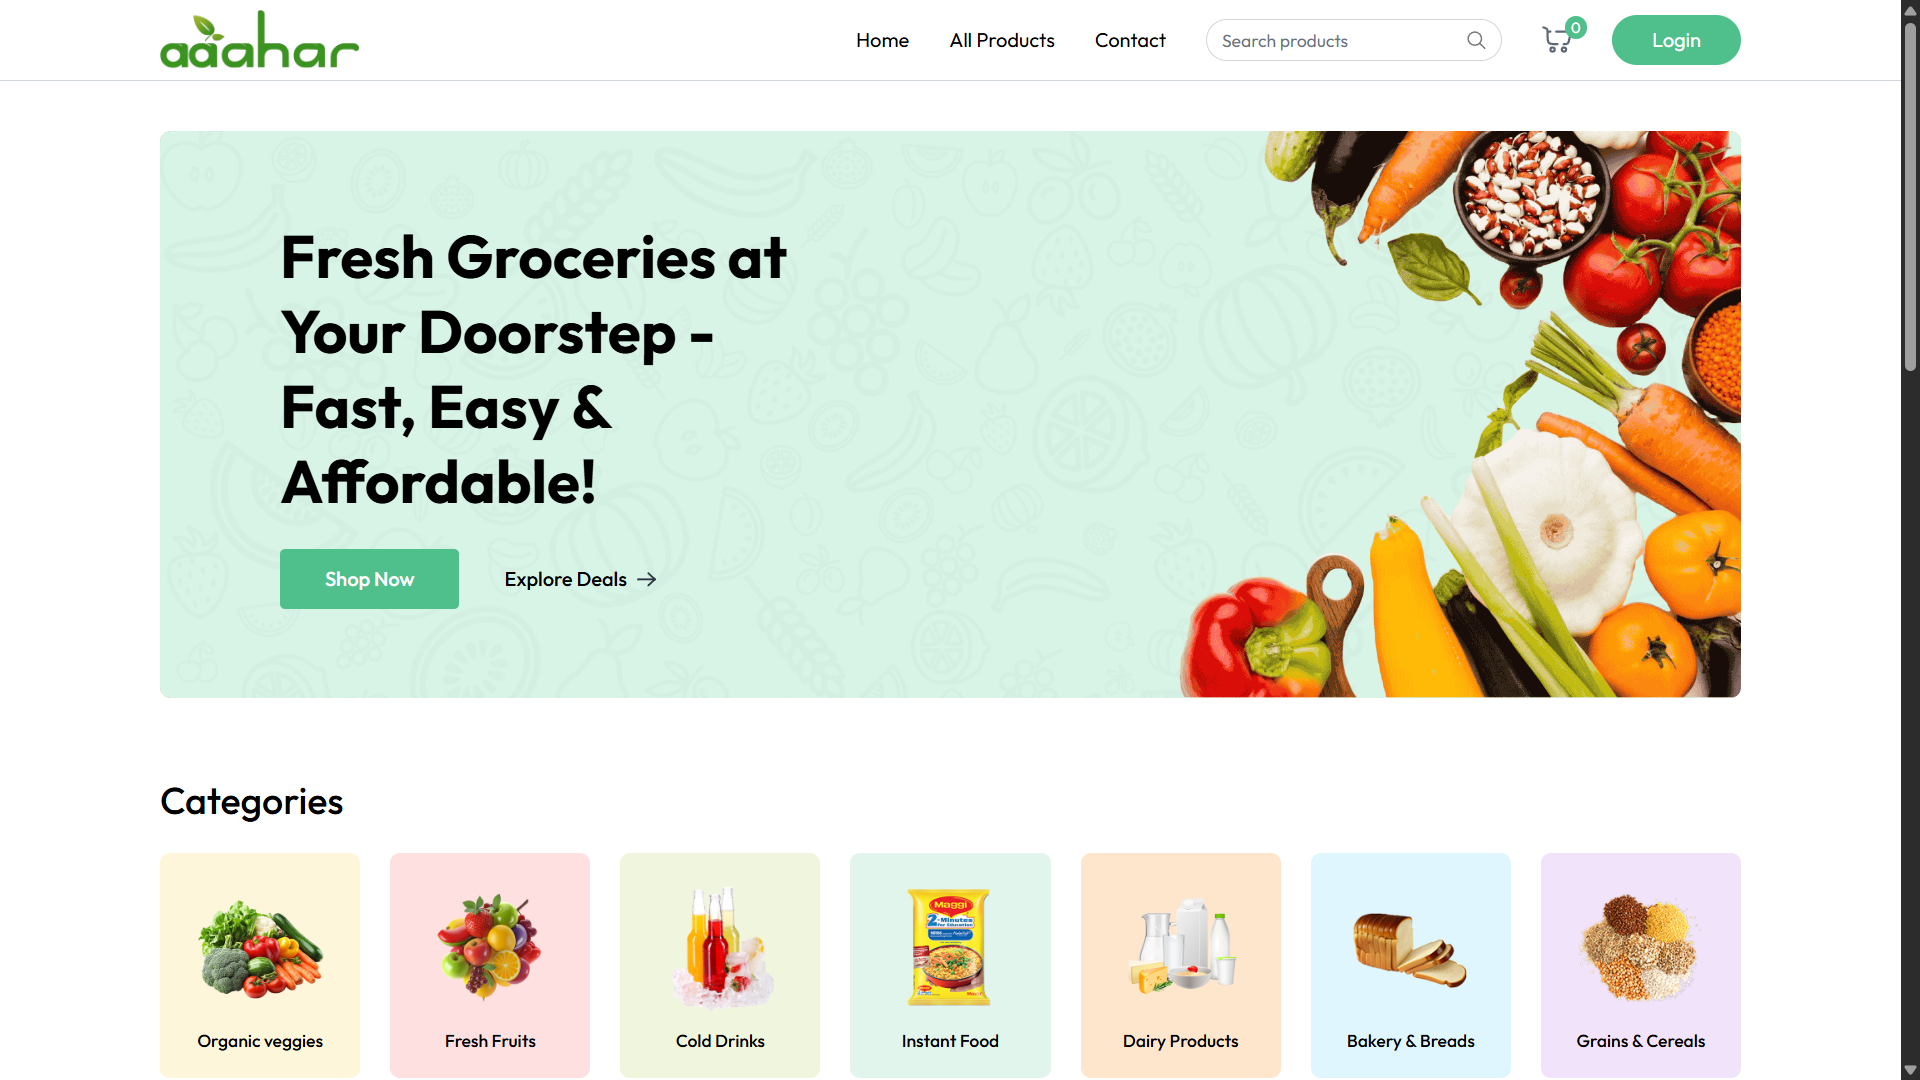 aaahar
Home
All Products
Contact
Search products
0
Login
Fresh Groceries at
Your Doorstep -
Fast, Easy &
Affordable!
Shop Now
Explore Deals
Categories
Maggi
2-Minutes
Organic veggies
Fresh Fruits
Cold Drinks
Instant Food
Dairy Products
Bakery & Breads
Grains & Cereals